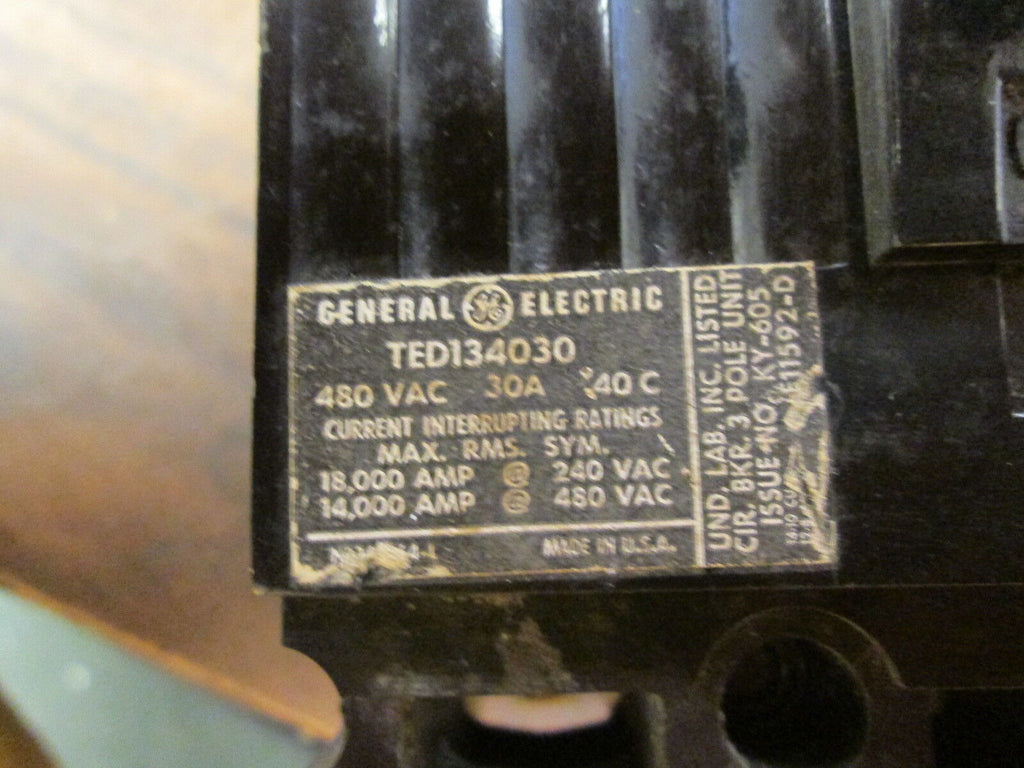 GENERAL GE ELECTRIC
TED134030
480 VAC 30A 40 C
CURRENT INTERRUPTING RATINGS
MAX. RMS. SYM.
18,000 AMP @ 240 VAC
14,000 AMP @ 480 VAC
MADE IN U.S.A.
UND. LAB. INC. LISTED
CIR. BKR. 3 POLE UNIT
ISSUE NO. KY-605
E11592-D